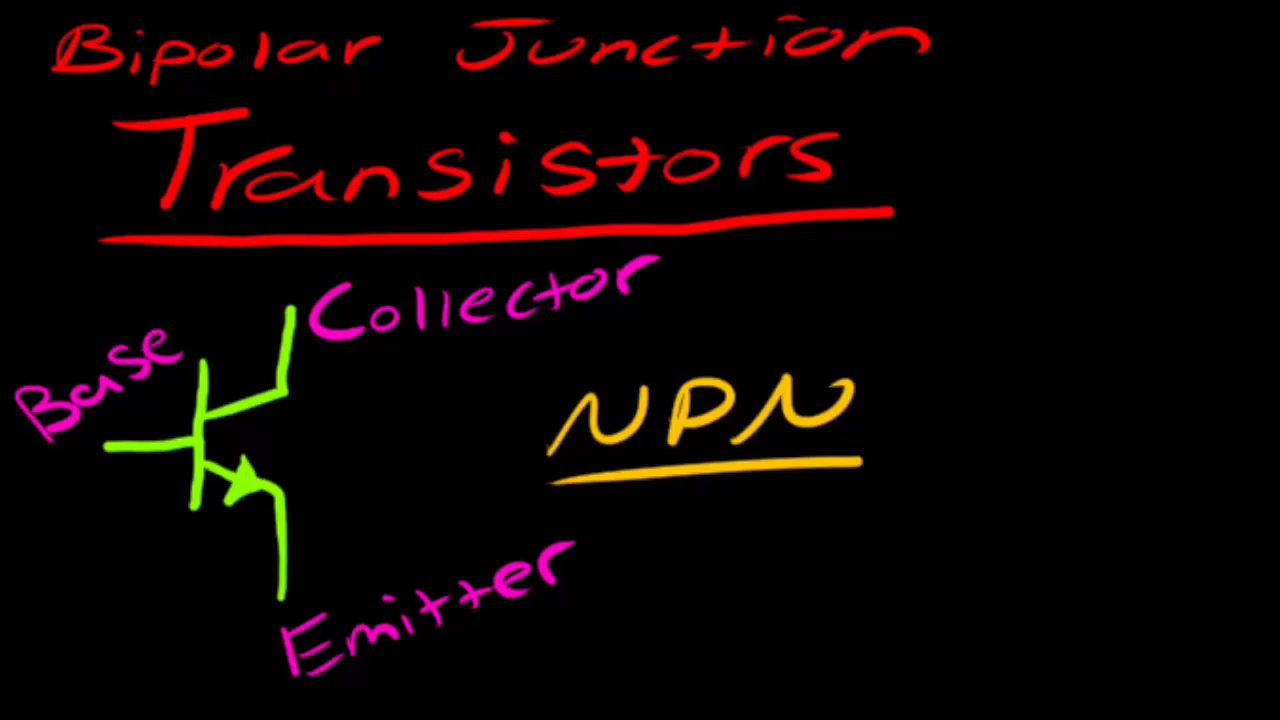 Bipolar Junction
Transistors
Collector
Base
NPN
Emitter